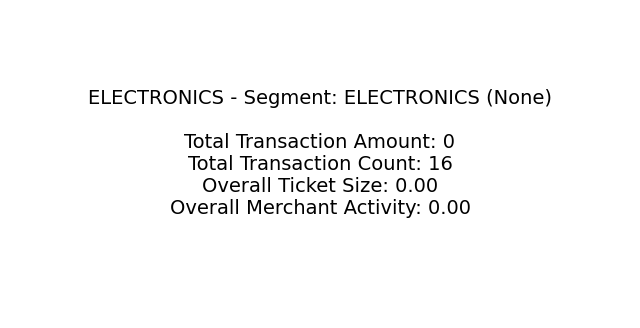 ELECTRONICS - Segment: ELECTRONICS (None)
Total Transaction Amount: 0
Total Transaction Count: 16
Overall Ticket Size: 0.00
Overall Merchant Activity: 0.00